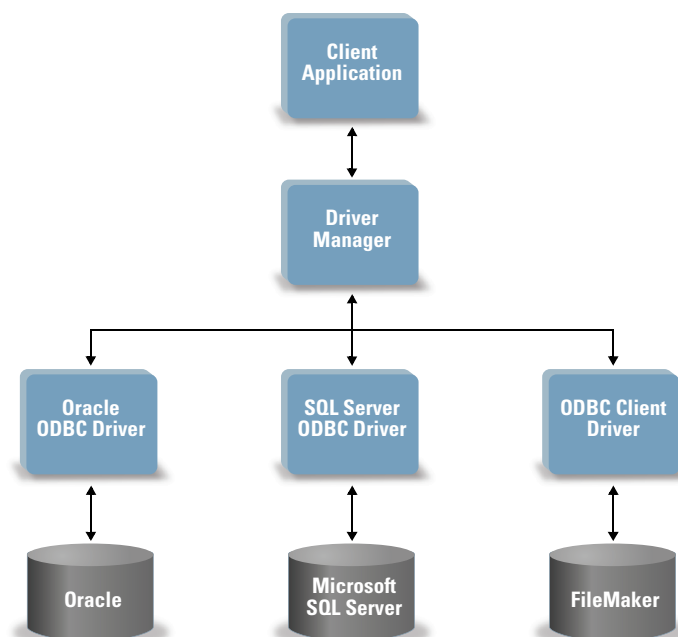 Client
Application
Driver
Manager
Oracle
ODBC Driver
SQL Server
ODBC Driver
ODBC Client
Driver
Oracle
Microsoft
SQL Server
FileMaker